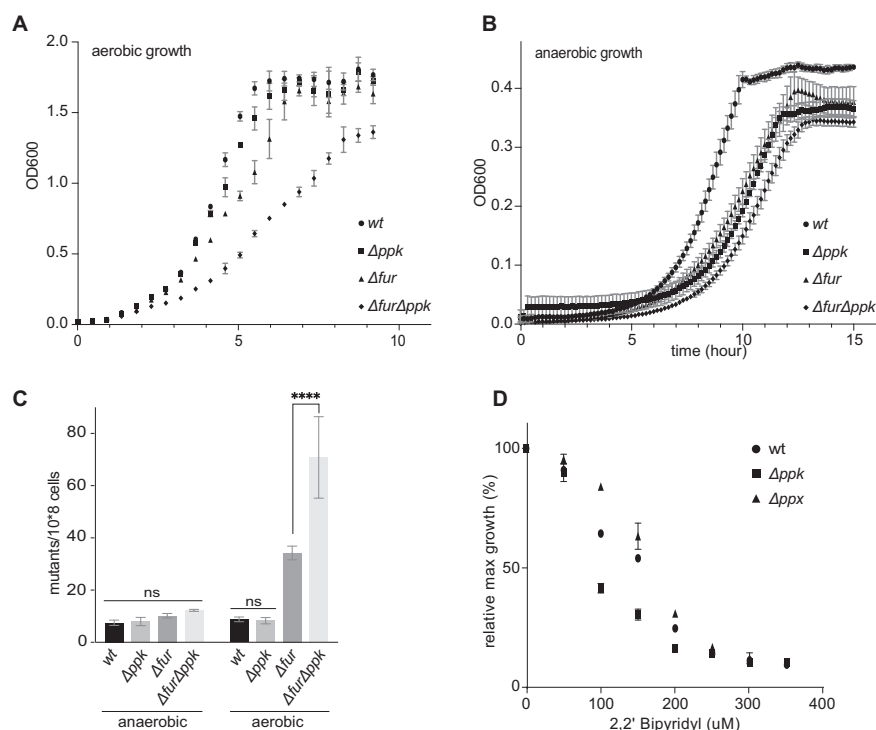 A
aerobic growth
OD600
2.0
1.5
1.0
0.5
0.0
0
5
10
wt
Δppk
Δfur
ΔfurΔppk
B
anaerobic growth
OD600
0.4
0.3
0.2
0.1
0.0
0
5
10
15
time (hour)
wt
Δppk
Δfur
ΔfurΔppk
C
mutants/10*8 cells
80
60
40
20
0
ns
ns
****
wt
Δppk
Δfur
ΔfurΔppk
wt
Δppk
Δfur
ΔfurΔppk
anaerobic
aerobic
D
relative max growth (%)
100
50
0
0
100
200
300
400
2,2' Bipyridyl (uM)
wt
Δppk
Δppx